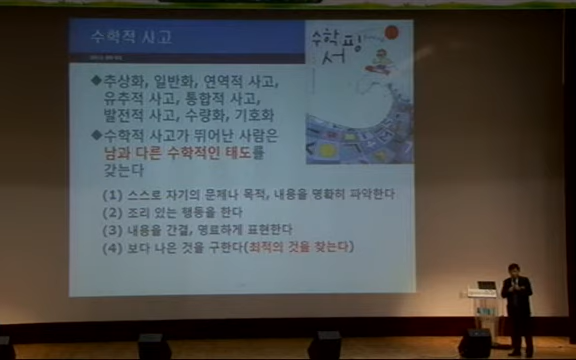 수학적 사고
◆추상화, 일반화, 연역적 사고,
유추적 사고, 통합적 사고,
발전적 사고, 수량화, 기호화
◆수학적 사고가 뛰어난 사람은
남과 다른 수학적인 태도를
갖는다
(1) 스스로 자기의 문제나 목적, 내용을 명확히 파악한다
(2) 조리 있는 행동을 한다
(3) 내용을 간결, 명료하게 표현한다
(4) 보다 나은 것을 구한다(최적의 것을 찾는다)
수학
서핑